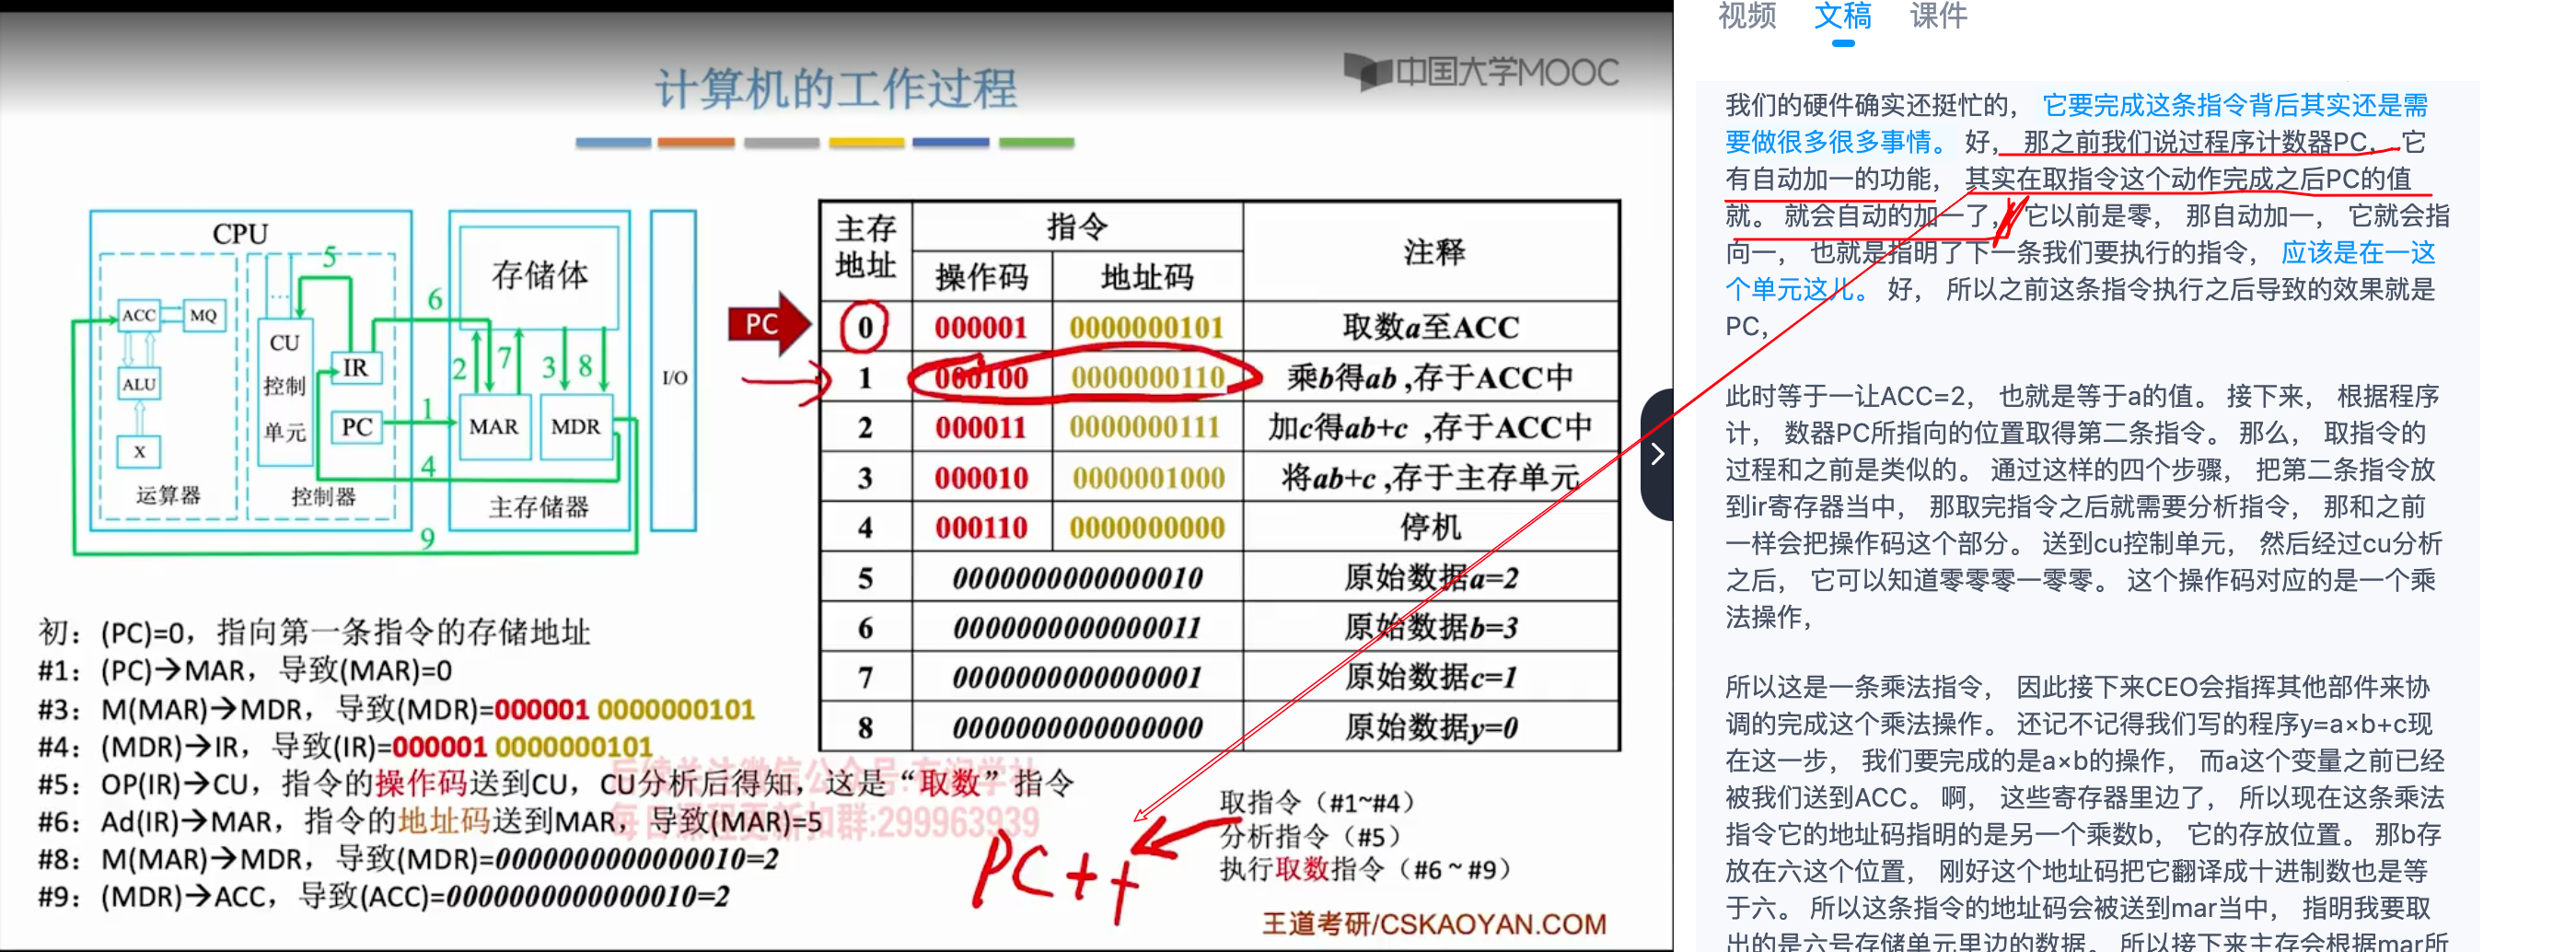 计算机的工作过程
中国大学MOOC
CPU
ACC
MQ
ALU
X
运算器
...
CU
控制
单元
IR
PC
控制器
存储体
MAR
MDR
主存储器
I/O
1
2
3
4
5
6
7
8
9
PC
主存地址 指令 注释
操作码 地址码
0 000001 0000000101 取数a至ACC
1 000100 0000000110 乘b得ab ,存于ACC中
2 000011 0000000111 加c得ab+c ,存于ACC中
3 000010 0000001000 将ab+c ,存于主存单元
4 000110 0000000000 停机
5 0000000000000010 原始数据a=2
6 0000000000000011 原始数据b=3
7 0000000000000001 原始数据c=1
8 0000000000000000 原始数据y=0
初：(PC)=0，指向第一条指令的存储地址
#1：(PC)→MAR，导致(MAR)=0
#3：M(MAR)→MDR，导致(MDR)=000001 0000000101
#4：(MDR)→IR，导致(IR)=000001 0000000101
#5：OP(IR)→CU，指令的操作码送到CU，CU分析后得知，这是“取数”指令
#6：Ad(IR)→MAR，指令的地址码送到MAR，导致(MAR)=5
#8：M(MAR)→MDR，导致(MDR)=0000000000000010=2
#9：(MDR)→ACC，导致(ACC)=0000000000000010=2
后续关注微信公众号:
每日课程更新扣群:299963939
PC++
取指令（#1~#4）
分析指令（#5）
执行取数指令（#6 ~ #9）
王道考研/CSKAOYAN.COM
视频 文稿 课件
我们的硬件确实还挺忙的， 它要完成这条指令背后其实还是需
要做很多很多事情。 好， 那之前我们说过程序计数器PC， 它
有自动加一的功能， 其实在取指令这个动作完成之后PC的值
就。 就会自动的加一了， 它以前是零， 那自动加一， 它就会指
向一， 也就是指明了下一条我们要执行的指令， 应该是在一这
个单元这儿。 好， 所以之前这条指令执行之后导致的效果就是
PC，
此时等于一让ACC=2， 也就是等于a的值。 接下来， 根据程序
计， 数器PC所指向的位置取得第二条指令。 那么， 取指令的
过程和之前是类似的。 通过这样的四个步骤， 把第二条指令放
到ir寄存器当中， 那取完指令之后就需要分析指令， 那和之前
一样会把操作码这个部分。 送到cu控制单元， 然后经过cu分析
之后， 它可以知道零零零一零零。 这个操作码对应的是一个乘
法操作，
所以这是一条乘法指令， 因此接下来CEO会指挥其他部件来协
调的完成这个乘法操作。 还记不记得我们写的程序y=a×b+c现
在这一步， 我们要完成的是a×b的操作， 而a这个变量之前已经
被我们送到ACC。 啊， 这些寄存器里边了， 所以现在这条乘法
指令它的地址码指明的是另一个乘数b， 它的存放位置。 那b存
放在六这个位置， 刚好这个地址码把它翻译成十进制数也是等
于六。 所以这条指令的地址码会被送到mar当中， 指明我要取
出的是六号存储单元里边的数据。 所以接下来主存会根据mar所